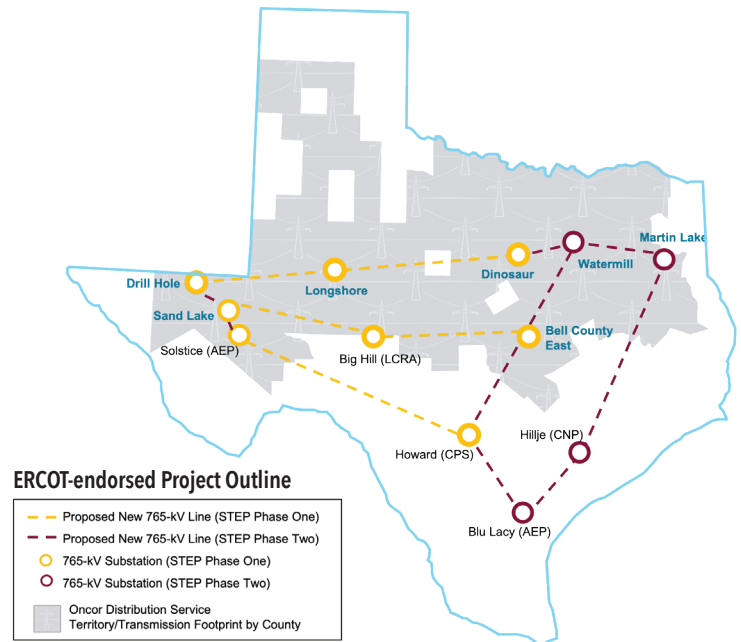 Martin Lake
Watermill
Dinosaur
Drill Hole
Longshore
Sand Lake
Bell County
East
Solstice (AEP)
Big Hill (LCRA)
Hillje (CNP)
Howard (CPS)
ERCOT-endorsed Project Outline
Proposed New 765-kV Line (STEP Phase One)
Proposed New 765-kV Line (STEP Phase Two)
Blu Lacy (AEP)
765-kV Substation (STEP Phase One)
765-kV Substation (STEP Phase Two)
Oncor Distribution Service
Territory/Transmission Footprint by County